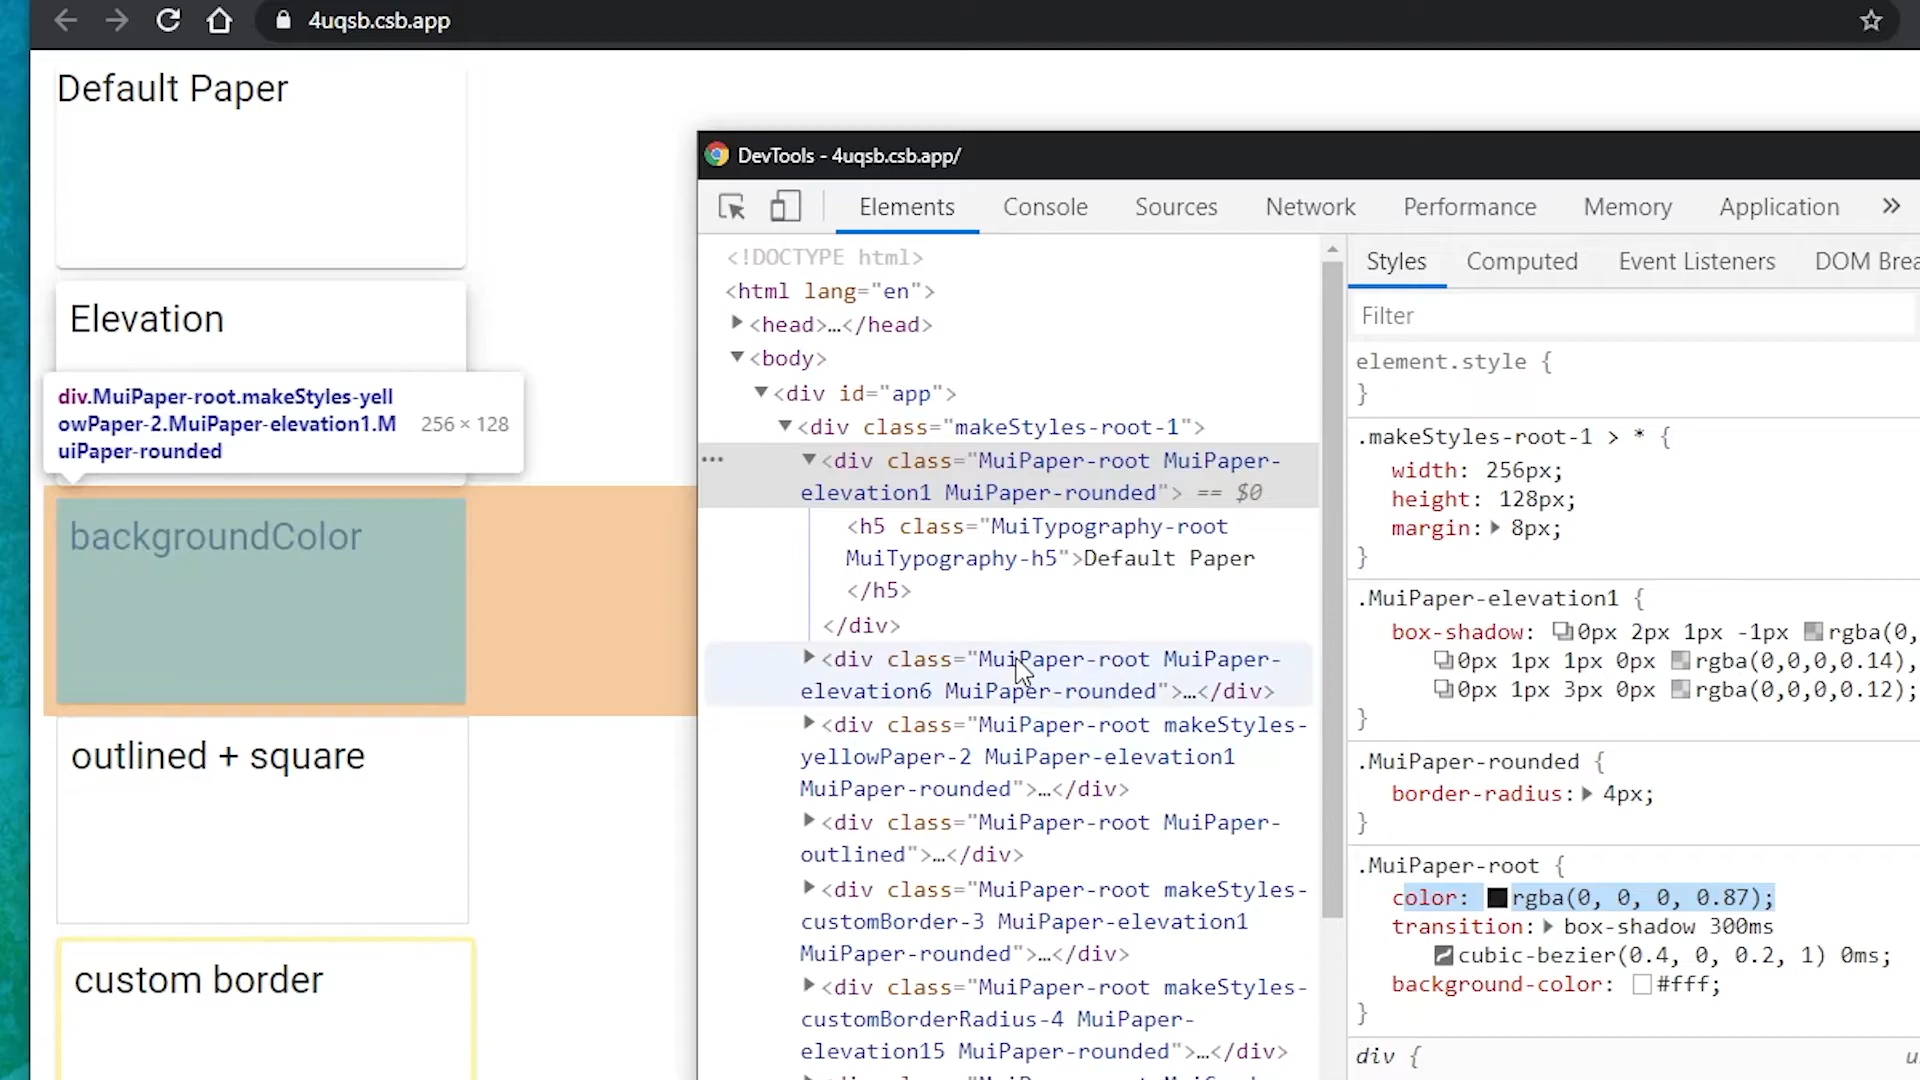 4uqsb.csb.app
Default Paper
Elevation
div.MuiPaper-root.makeStyles-yell
owPaper-2.MuiPaper-elevation1.M
uiPaper-rounded
256 × 128
backgroundColor
outlined + square
custom border
DevTools - 4uqsb.csb.app/
Elements Console Sources Network Performance Memory Application »
<!DOCTYPE html>
<html lang="en">
<head>…</head>
<body>
<div id="app">
<div class="makeStyles-root-1">
<div class="MuiPaper-root MuiPaper-
elevation1 MuiPaper-rounded"> == $0
<h5 class="MuiTypography-root
MuiTypography-h5">Default Paper
</h5>
</div>
<div class="MuiPaper-root MuiPaper-
elevation6 MuiPaper-rounded">…</div>
<div class="MuiPaper-root makeStyles-
yellowPaper-2 MuiPaper-elevation1
MuiPaper-rounded">…</div>
<div class="MuiPaper-root MuiPaper-
outlined">…</div>
<div class="MuiPaper-root makeStyles-
customBorder-3 MuiPaper-elevation1
MuiPaper-rounded">…</div>
<div class="MuiPaper-root makeStyles-
customBorderRadius-4 MuiPaper-
elevation15 MuiPaper-rounded">…</div>
Styles Computed Event Listeners DOM Brea
Filter
element.style {
}
.makeStyles-root-1 > * {
width: 256px;
height: 128px;
margin: 8px;
}
.MuiPaper-elevation1 {
box-shadow: 0px 2px 1px -1px rgba(0,
0px 1px 1px 0px rgba(0,0,0,0.14),
0px 1px 3px 0px rgba(0,0,0,0.12);
}
.MuiPaper-rounded {
border-radius: 4px;
}
.MuiPaper-root {
color: rgba(0, 0, 0, 0.87);
transition: box-shadow 300ms
cubic-bezier(0.4, 0, 0.2, 1) 0ms;
background-color: #fff;
}
div {